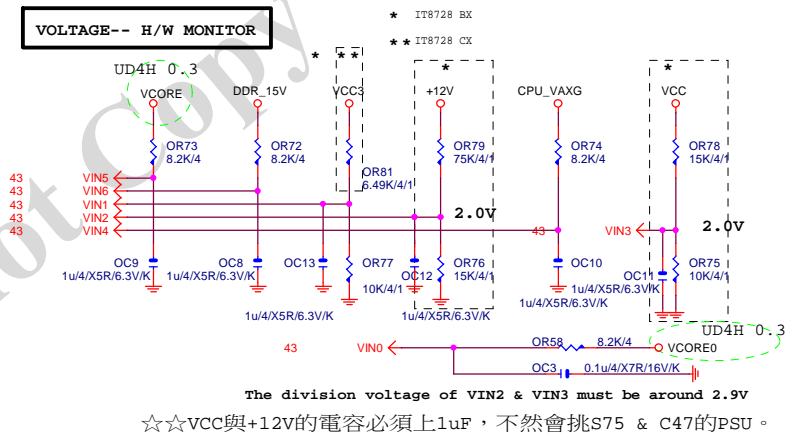 * IT8728 BX
VOLTAGE-- H/W MONITOR
** IT8728 CX
* ** * *
UD4H 0.3
VCORE DDR_15V VCC3 +12V CPU_VAXG VCC
OR73 OR72 OR79 OR74 OR78
8.2K/4 8.2K/4 75K/4/1 8.2K/4 15K/4/1
OR81
6.49K/4/1
43 VIN5
43 VIN6
43 VIN1
43 VIN2 2.0V
43 VIN4 43 VIN3 2.0V
OC9 OC8 OC13 OR77 OC12 OR76 OC10 OC11 OR75
1u/4/X5R/6.3V/K 1u/4/X5R/6.3V/K 10K/4/1 15K/4/1 1u/4/X5R/6.3V/K 10K/4/1
1u/4/X5R/6.3V/K 1u/4/X5R/6.3V/K 1u/4/X5R/6.3V/K
UD4H 0.3
43 VIN0 OR58 8.2K/4 VCORE0
OC3 0.1u/4/X7R/16V/K
The division voltage of VIN2 & VIN3 must be around 2.9V
☆☆VCC與+12V的電容必須上1uF,不然會挑S75 & C47的PSU。
not Copy